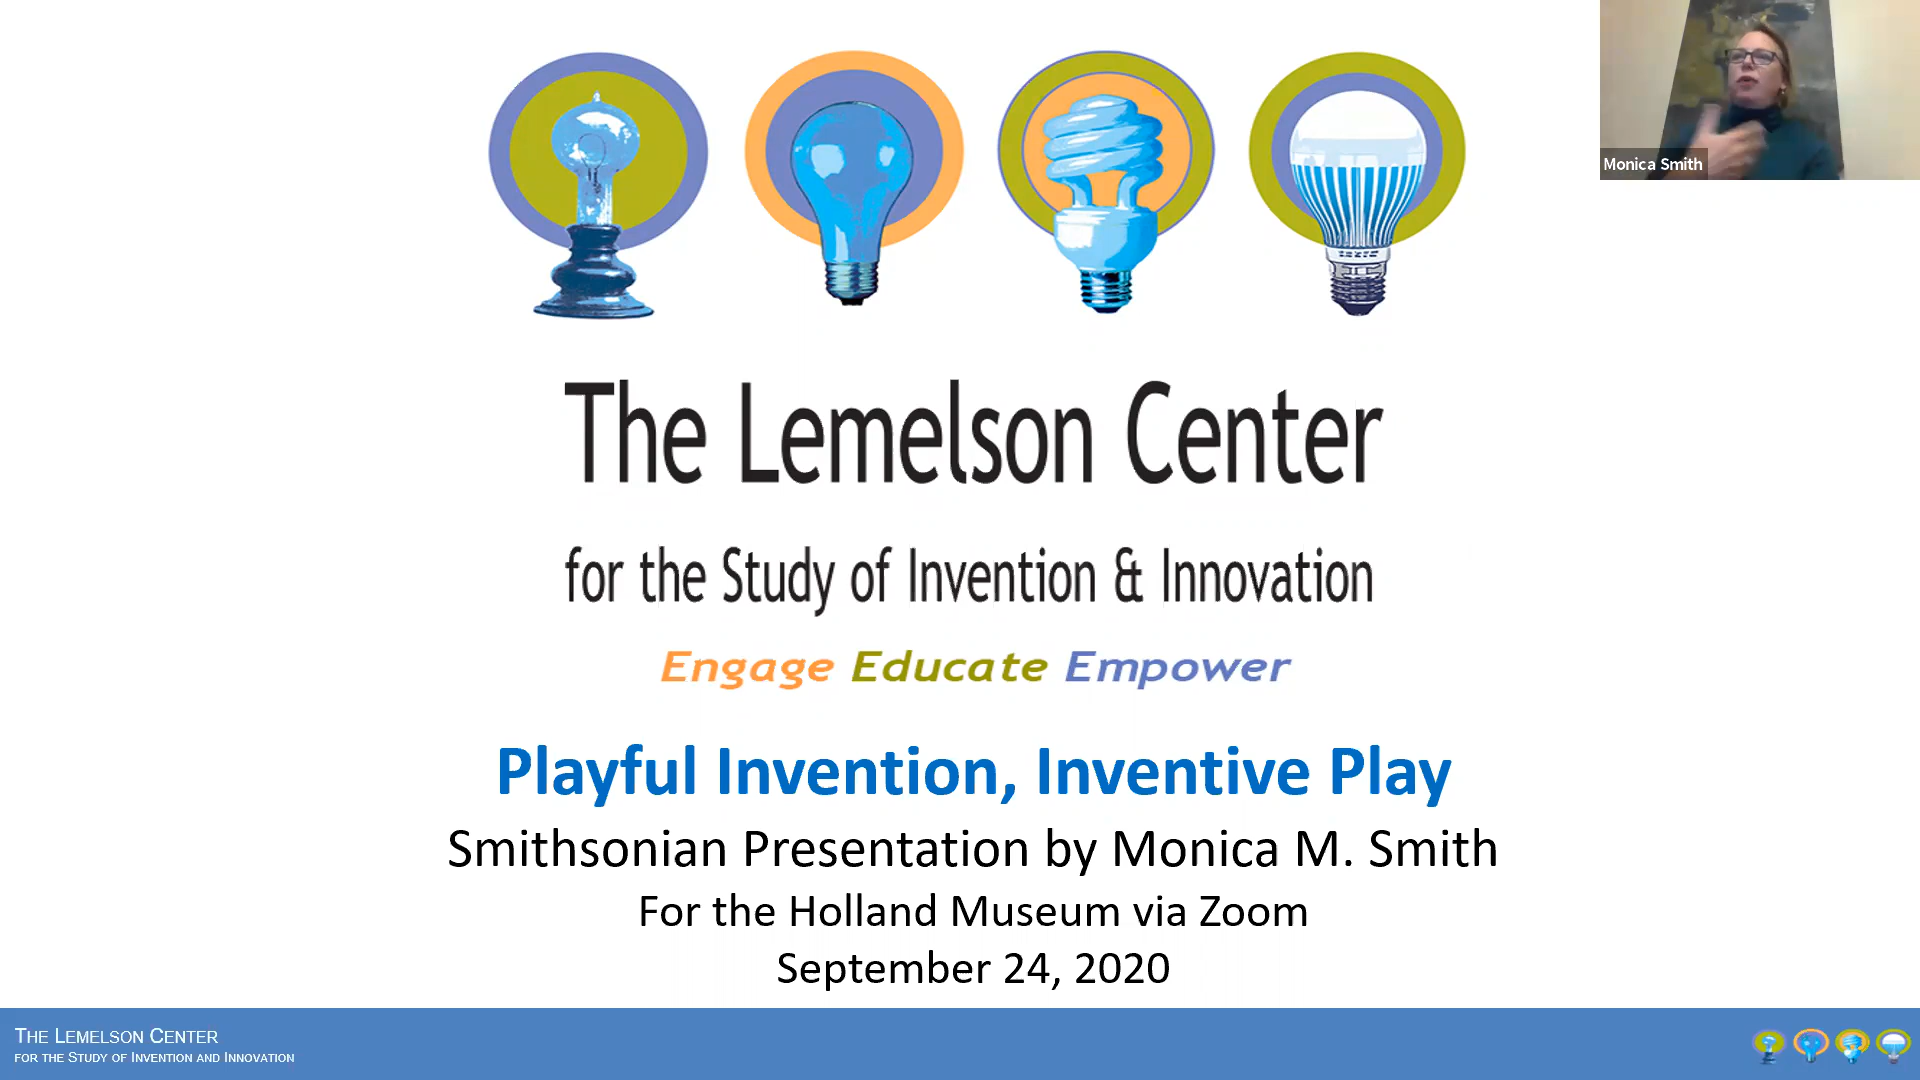 Monica Smith
The Lemelson Center
for the Study of Invention & Innovation
Engage Educate Empower
Playful Invention, Inventive Play
Smithsonian Presentation by Monica M. Smith
For the Holland Museum via Zoom
September 24, 2020
THE LEMELSON CENTER
FOR THE STUDY OF INVENTION AND INNOVATION